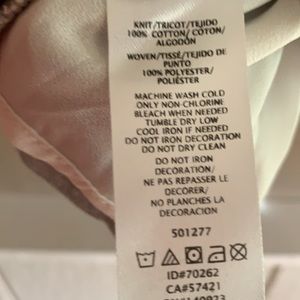 KNIT/TRICOT/TEJIDO
100% COTTON/ COTON/
ALGODÓN
WOVEN/TISSÉ/TEJIDO DE
PUNTO
100% POLYESTER/
POLIÉSTER
MACHINE WASH COLD
ONLY NON-CHLORINE
BLEACH WHEN NEEDED
TUMBLE DRY LOW
COOL IRON IF NEEDED
DO NOT IRON DECORATION
DO NOT DRY CLEAN
DO NOT IRON
DECORATION/
NE PAS REPASSER LE
DECORER/
NO PLANCHES LA
DECORACION
501277
ID#70262
CA#57421